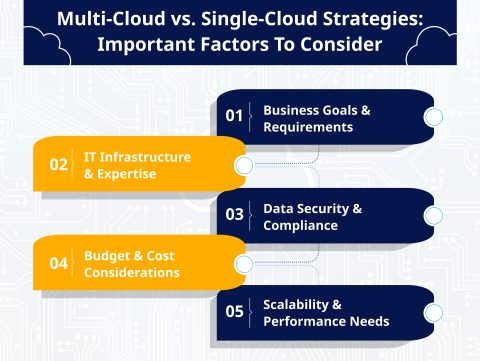 Multi-Cloud vs. Single-Cloud Strategies:
Important Factors To Consider
01
Business Goals &
Requirements
02
IT Infrastructure
& Expertise
03
Data Security &
Compliance
04
Budget & Cost
Considerations
05
Scalability &
Performance Needs